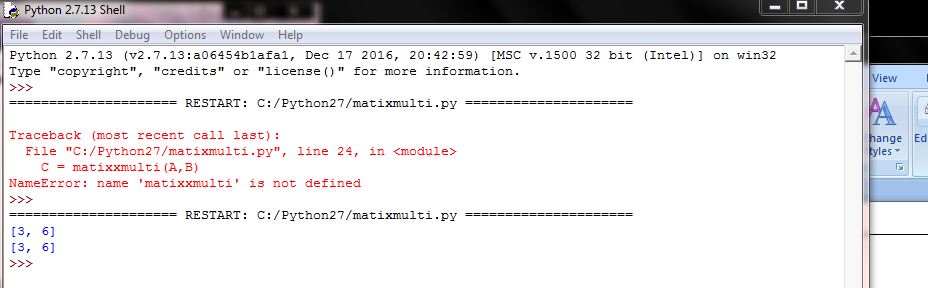 Python 2.7.13 Shell
File Edit Shell Debug Options Window Help
Python 2.7.13 (v2.7.13:a06454b1afa1, Dec 17 2016, 20:42:59) [MSC v.1500 32 bit (Intel)] on win32
Type "copyright", "credits" or "license()" for more information.
>>>
===================== RESTART: C:/Python27/matixmulti.py =====================
Traceback (most recent call last):
File "C:/Python27/matixmulti.py", line 24, in <module>
C = matixxmulti(A,B)
NameError: name 'matixxmulti' is not defined
>>>
===================== RESTART: C:/Python27/matixmulti.py =====================
[3, 6]
[3, 6]
>>>
View
hange
tyles
Ed